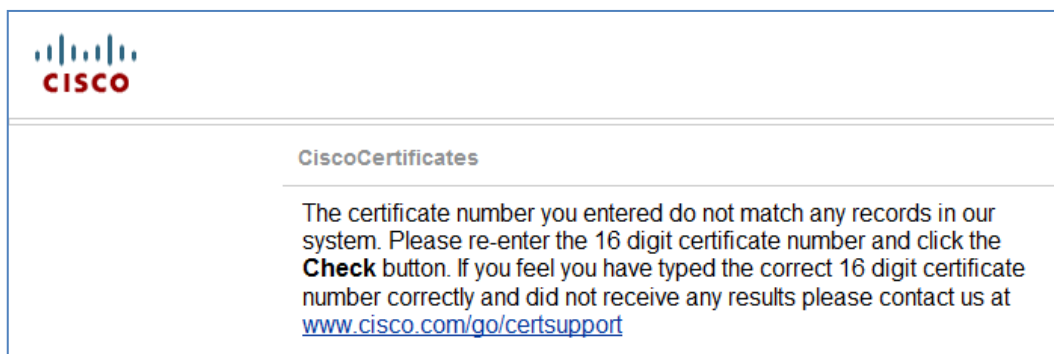 CISCO
CiscoCertificates
The certificate number you entered do not match any records in our
system. Please re-enter the 16 digit certificate number and click the
Check button. If you feel you have typed the correct 16 digit certificate
number correctly and did not receive any results please contact us at
www.cisco.com/go/certsupport